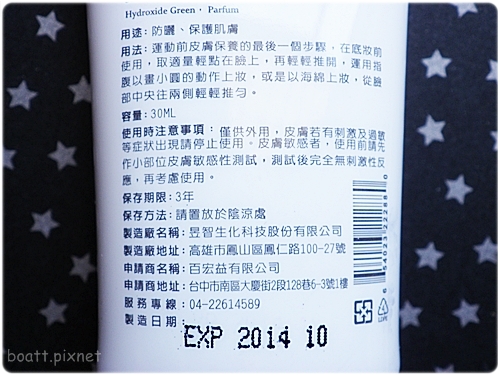 Hydroxide Green, Parfum
用途：防曬、保護肌膚
用法：運動前皮膚保養的最後一個步驟，在底妝前
使用，取適量輕點在臉上，再輕輕推開，運用指
腹以畫小圓的動作上妝，或是以海綿上妝，從臉
部中央往兩側輕輕推勻。
容量：30ML
使用時注意事項：僅供外用，皮膚若有刺激及過敏
等症狀出現請停止使用。皮膚敏感者，使用前請先
作小部位皮膚敏感性測試，測試後完全無刺激性反
應，再考慮使用。
保存期限：3年
保存方法：請置放於陰涼處
製造廠名稱：昱智生化科技股份有限公司
製造廠地址：高雄市鳳山區鳳仁路100-27號
申請商名稱：百宏益有限公司
申請商地址：台中市南區大慶街2段128巷6-3號1樓
服務專線：04-22614589
製造日期：
EXP 2014 10
boatt.pixnet